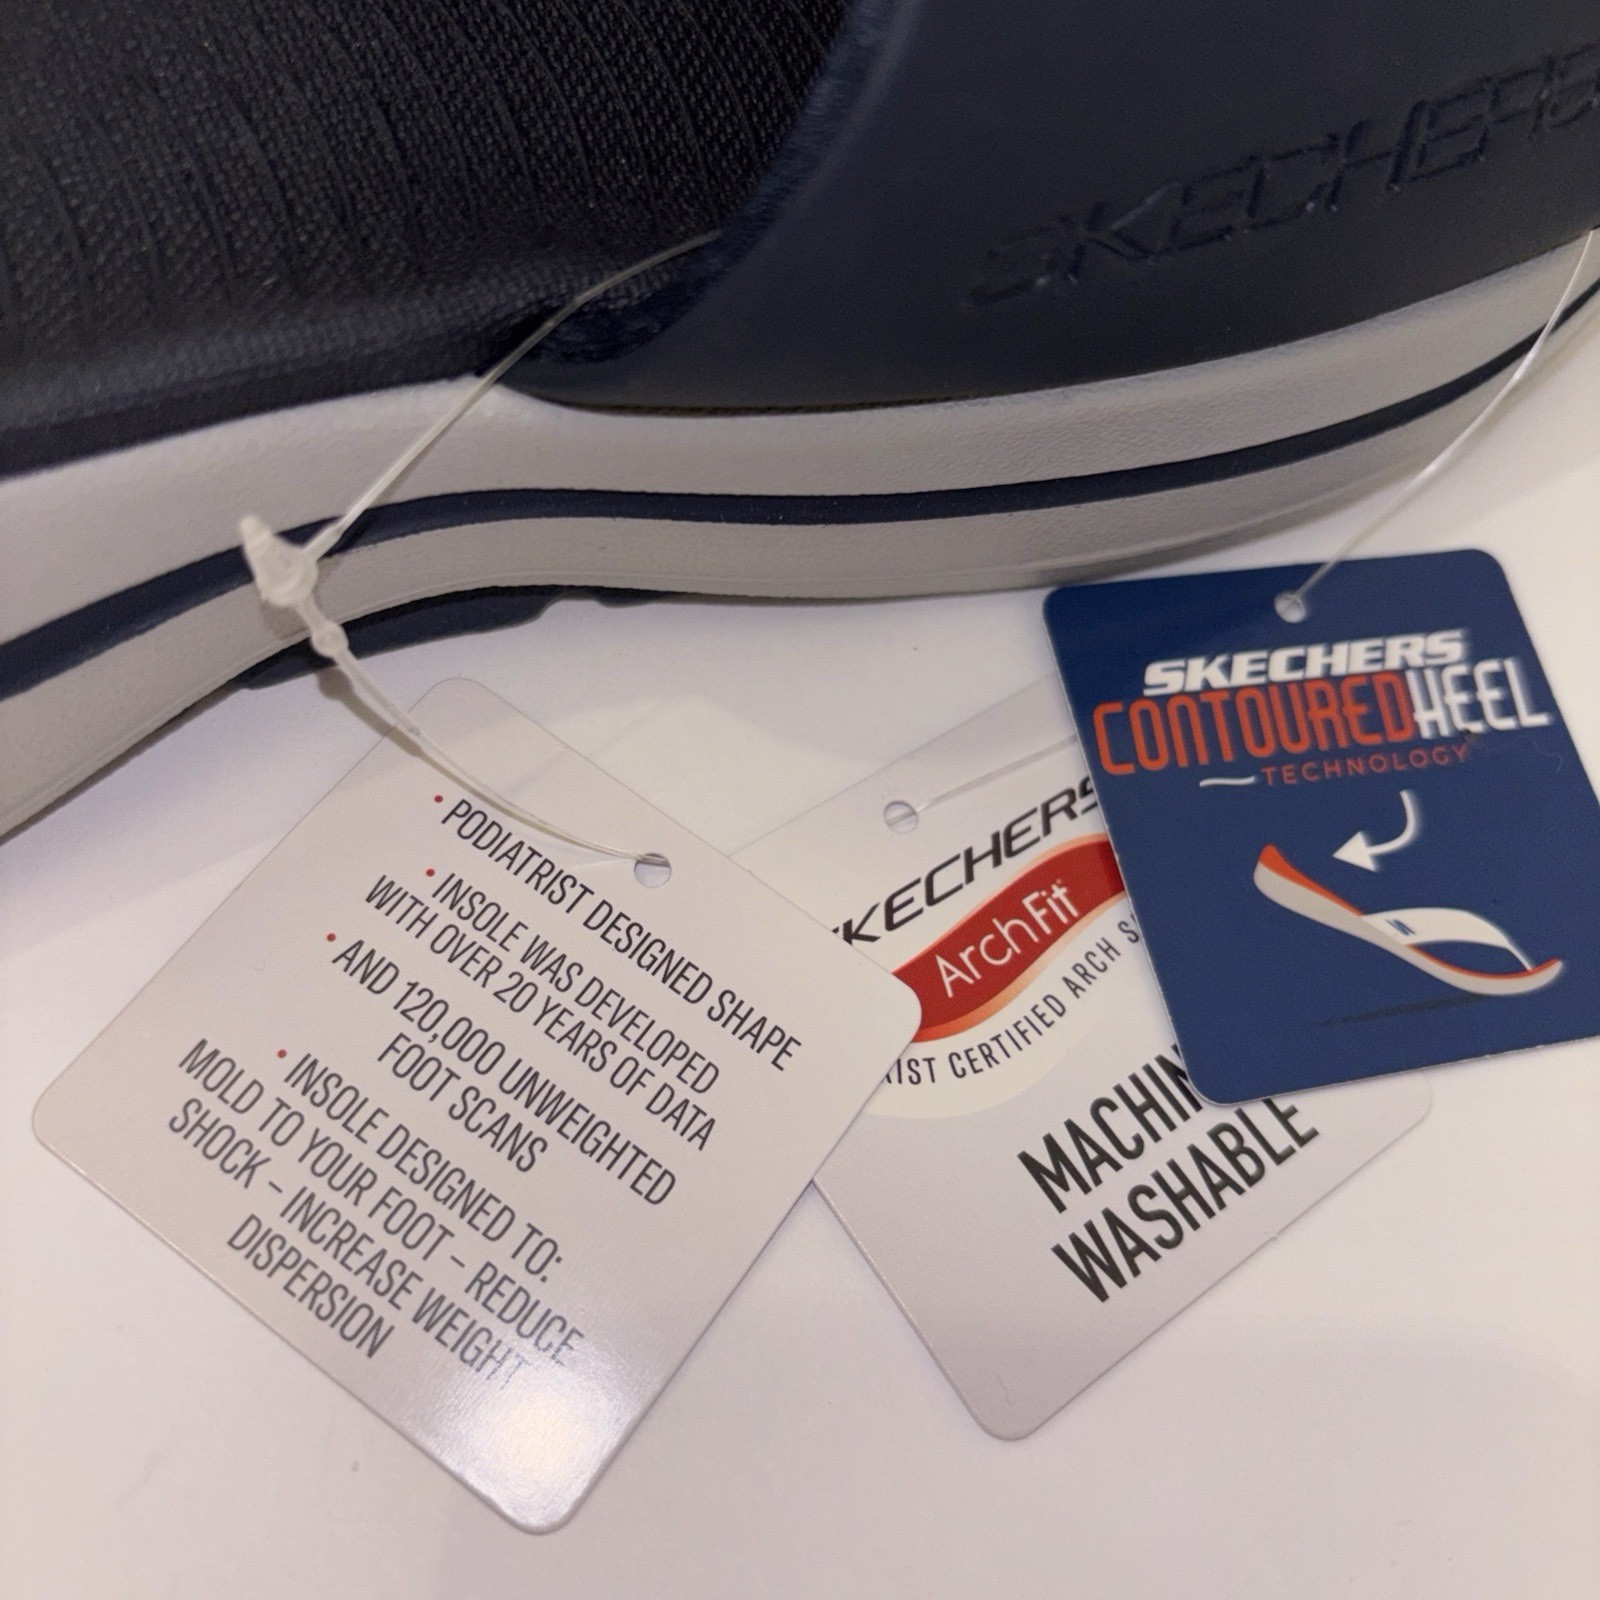 SKECHERS
• PODIATRIST DESIGNED SHAPE
• INSOLE WAS DEVELOPED
WITH OVER 20 YEARS OF DATA
• AND 120,000 UNWEIGHTED
FOOT SCANS
• INSOLE DESIGNED TO:
MOLD TO YOUR FOOT – REDUCE
SHOCK – INCREASE WEIGHT
DISPERSION
SKECHERS
ArchFit
CERTIFIED ARCH
MACHIN
WASHABLE
SKECHERS
CONTOUREDHEEL
TECHNOLOGY